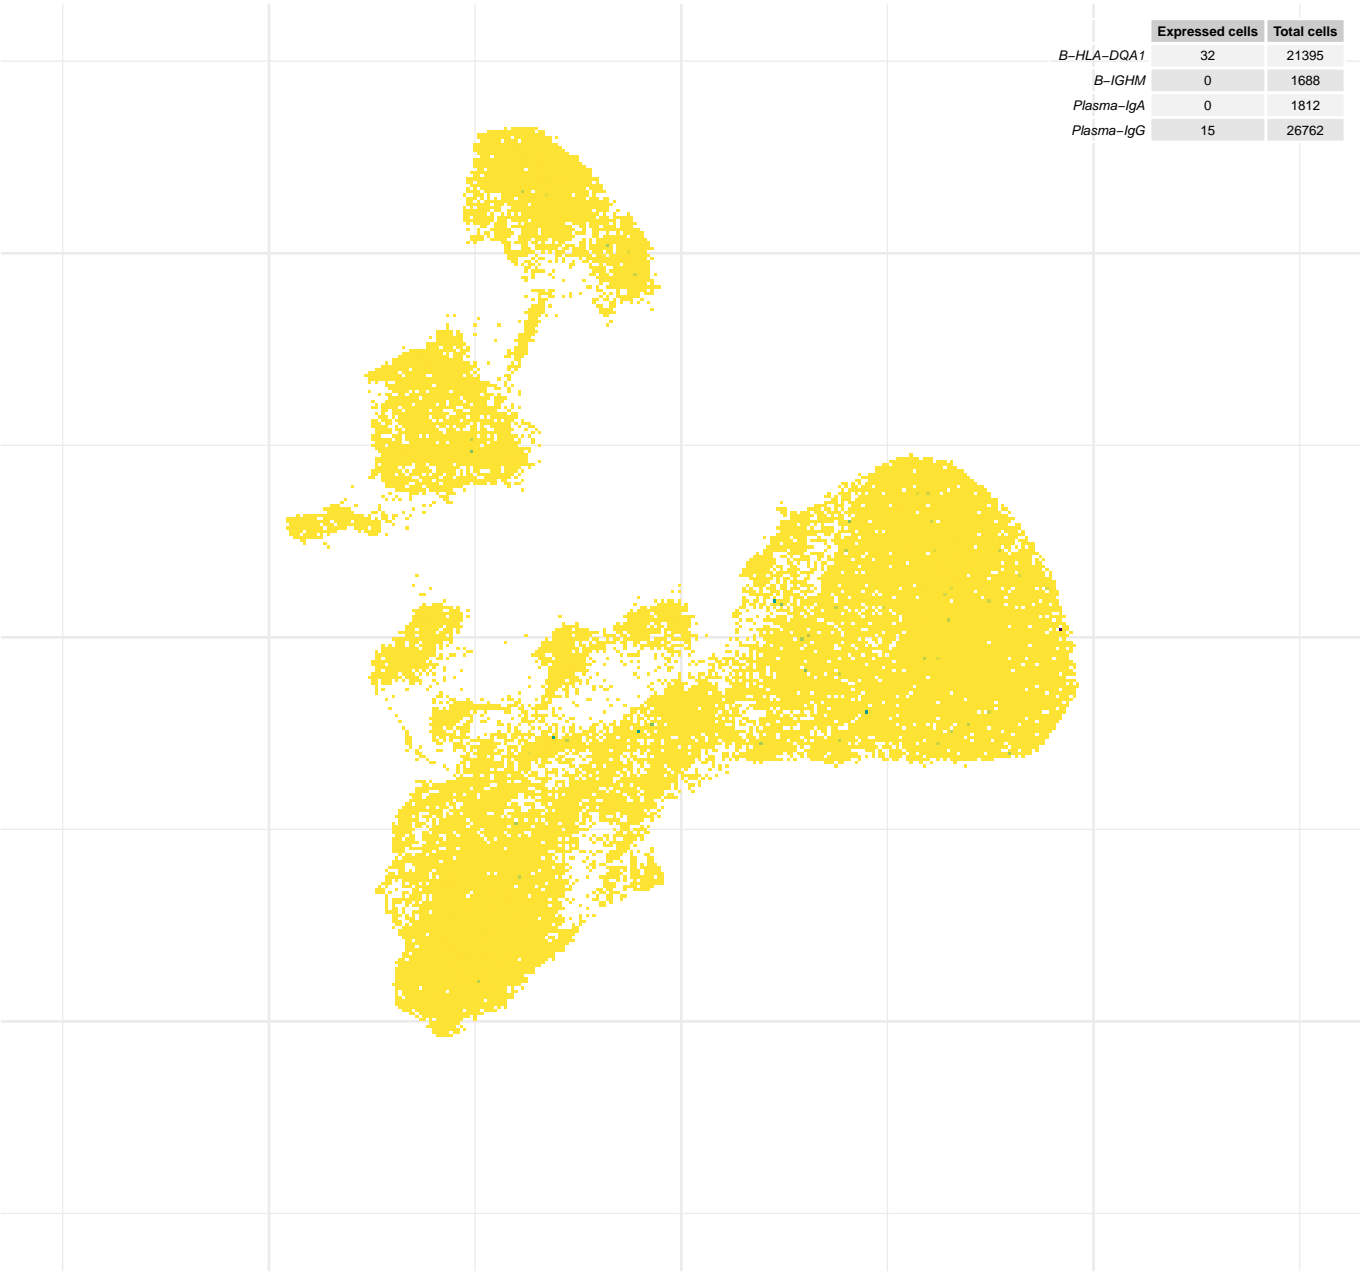 Expressed cells Total cells
B−HLA−DQA1 32 21395
B−IGHM 0 1688
Plasma−IgA 0 1812
Plasma−IgG 15 26762